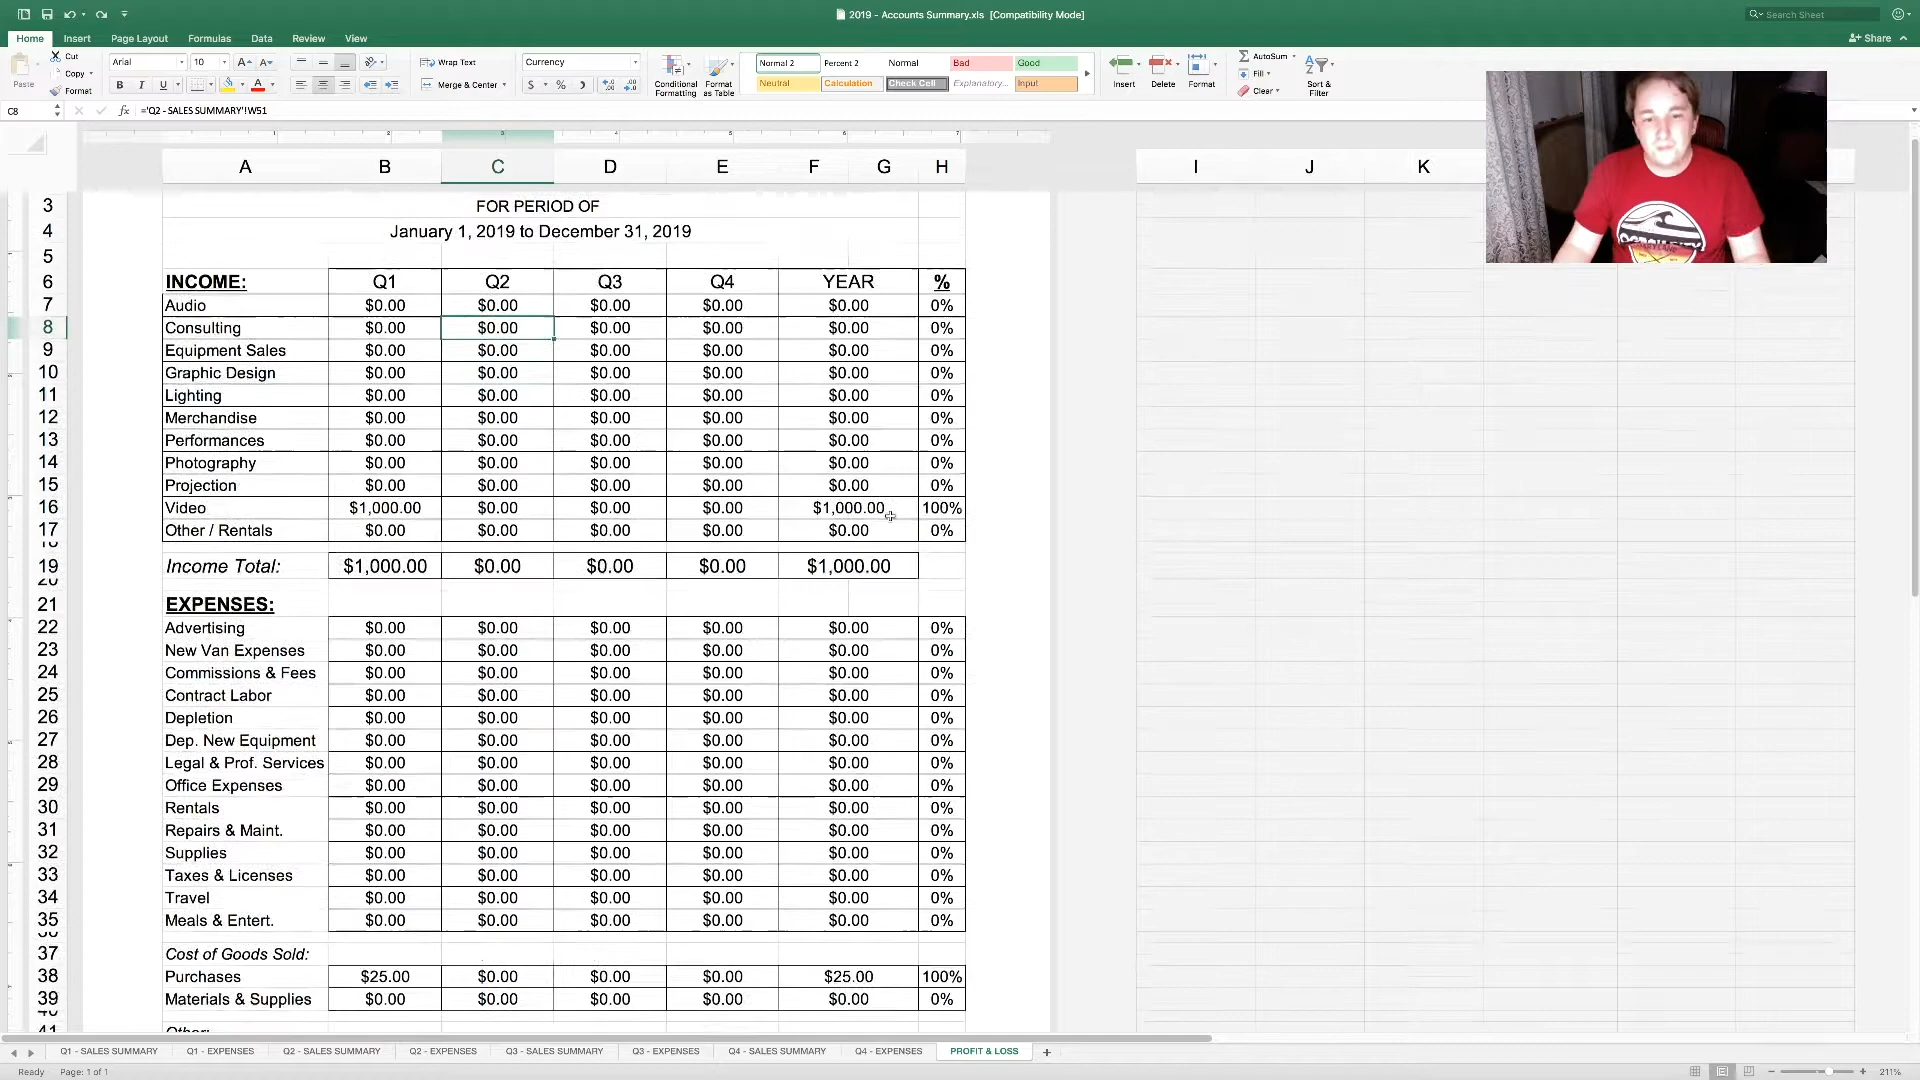 2019 - Accounts Summary.xls [Compatibility Mode]
Search Sheet
Home Insert Page Layout Formulas Data Review View
Share
Paste
Cut
Copy
Format
Arial
10
B I U
Wrap Text
Merge & Center
Currency
$ % )
Conditional Formatting
Format as Table
Normal 2 Percent 2 Normal Bad Good
Neutral Calculation Check Cell Explanatory... Input
Insert Delete Format
AutoSum
Fill
Clear
Sort & Filter
C8
fx ='Q2 - SALES SUMMARY'!W51
A B C D E F G H I J K
3 FOR PERIOD OF
4 January 1, 2019 to December 31, 2019
5
6 INCOME: Q1 Q2 Q3 Q4 YEAR %
7 Audio $0.00 $0.00 $0.00 $0.00 $0.00 0%
8 Consulting $0.00 $0.00 $0.00 $0.00 $0.00 0%
9 Equipment Sales $0.00 $0.00 $0.00 $0.00 $0.00 0%
10 Graphic Design $0.00 $0.00 $0.00 $0.00 $0.00 0%
11 Lighting $0.00 $0.00 $0.00 $0.00 $0.00 0%
12 Merchandise $0.00 $0.00 $0.00 $0.00 $0.00 0%
13 Performances $0.00 $0.00 $0.00 $0.00 $0.00 0%
14 Photography $0.00 $0.00 $0.00 $0.00 $0.00 0%
15 Projection $0.00 $0.00 $0.00 $0.00 $0.00 0%
16 Video $1,000.00 $0.00 $0.00 $0.00 $1,000.00 100%
17 Other / Rentals $0.00 $0.00 $0.00 $0.00 $0.00 0%
19 Income Total: $1,000.00 $0.00 $0.00 $0.00 $1,000.00
21 EXPENSES:
22 Advertising $0.00 $0.00 $0.00 $0.00 $0.00 0%
23 New Van Expenses $0.00 $0.00 $0.00 $0.00 $0.00 0%
24 Commissions & Fees $0.00 $0.00 $0.00 $0.00 $0.00 0%
25 Contract Labor $0.00 $0.00 $0.00 $0.00 $0.00 0%
26 Depletion $0.00 $0.00 $0.00 $0.00 $0.00 0%
27 Dep. New Equipment $0.00 $0.00 $0.00 $0.00 $0.00 0%
28 Legal & Prof. Services $0.00 $0.00 $0.00 $0.00 $0.00 0%
29 Office Expenses $0.00 $0.00 $0.00 $0.00 $0.00 0%
30 Rentals $0.00 $0.00 $0.00 $0.00 $0.00 0%
31 Repairs & Maint. $0.00 $0.00 $0.00 $0.00 $0.00 0%
32 Supplies $0.00 $0.00 $0.00 $0.00 $0.00 0%
33 Taxes & Licenses $0.00 $0.00 $0.00 $0.00 $0.00 0%
34 Travel $0.00 $0.00 $0.00 $0.00 $0.00 0%
35 Meals & Entert. $0.00 $0.00 $0.00 $0.00 $0.00 0%
37 Cost of Goods Sold:
38 Purchases $25.00 $0.00 $0.00 $0.00 $25.00 100%
39 Materials & Supplies $0.00 $0.00 $0.00 $0.00 $0.00 0%
41 Other:
Q1 - SALES SUMMARY Q1 - EXPENSES Q2 - SALES SUMMARY Q2 - EXPENSES Q3 - SALES SUMMARY Q3 - EXPENSES Q4 - SALES SUMMARY Q4 - EXPENSES PROFIT & LOSS +
Ready Page: 1 of 1
211%